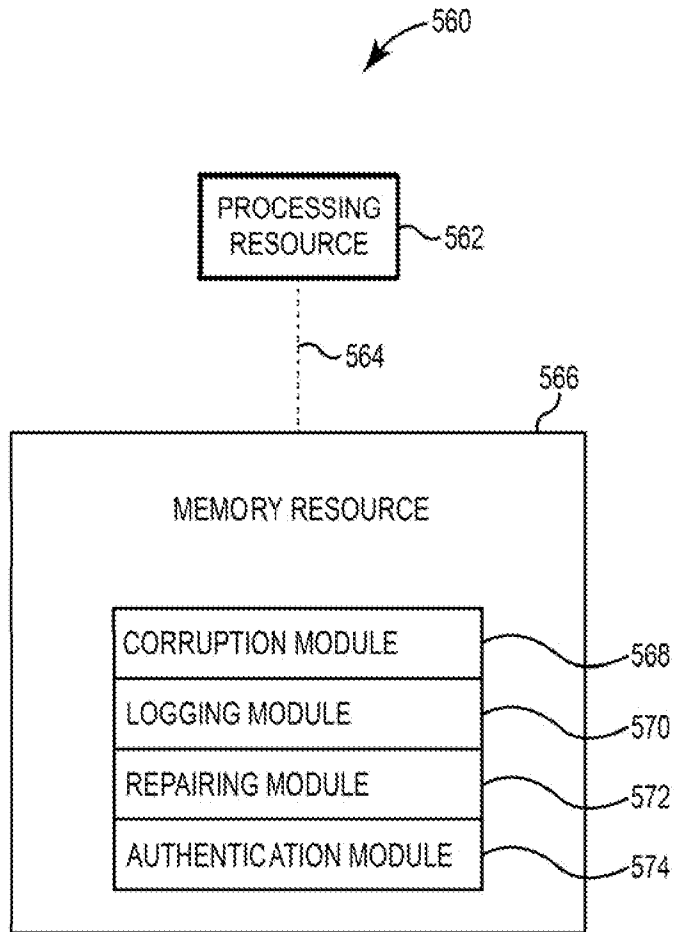 560
PROCESSING
RESOURCE
562
564
566
MEMORY RESOURCE
CORRUPTION MODULE
568
LOGGING MODULE
570
REPAIRING MODULE
572
AUTHENTICATION MODULE
574